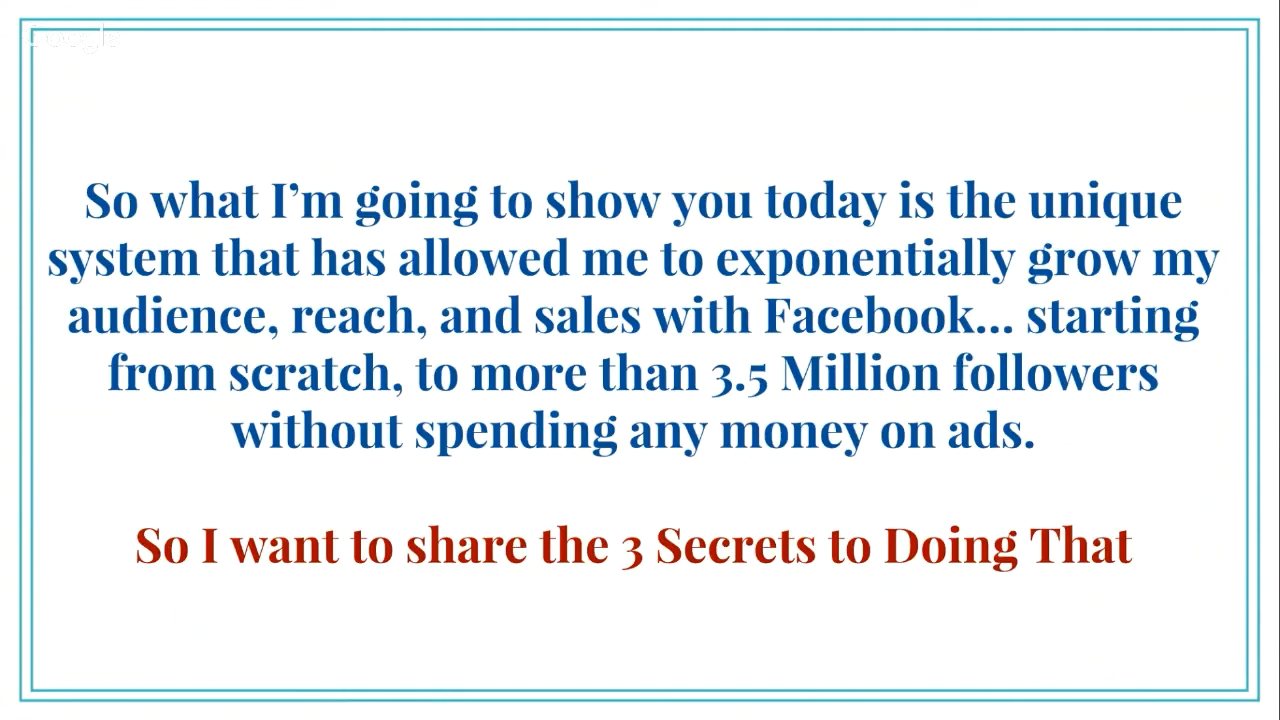 Google
So what I’m going to show you today is the unique
system that has allowed me to exponentially grow my
audience, reach, and sales with Facebook... starting
from scratch, to more than 3.5 Million followers
without spending any money on ads.
So I want to share the 3 Secrets to Doing That